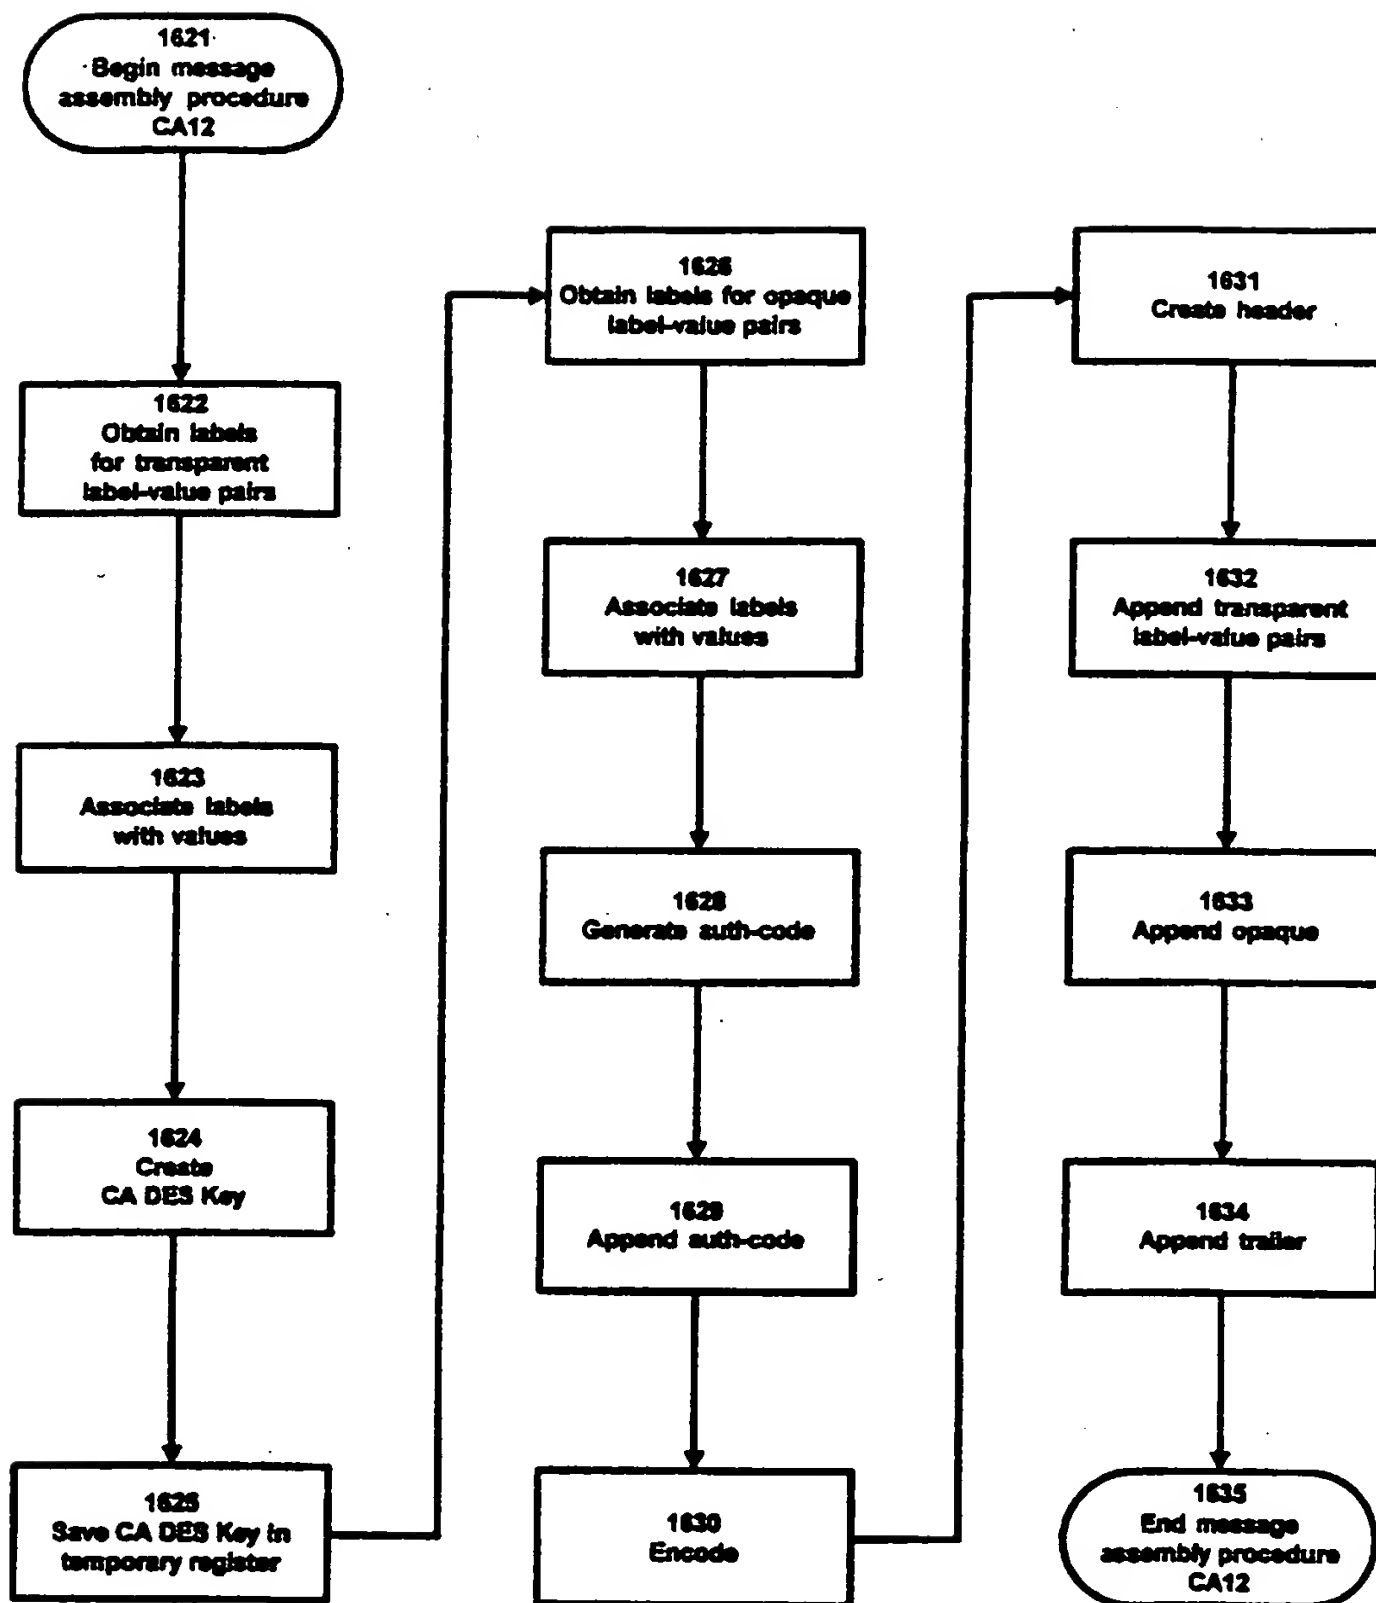 1621
Begin message
assembly procedure
CA12
1622
Obtain labels
for transparent
label-value pairs
1623
Associate labels
with values
1624
Create
CA DES Key
1625
Save CA DES Key in
temporary register
1626
Obtain labels for opaque
label-value pairs
1627
Associate labels
with values
1628
Generate auth-code
1629
Append auth-code
1630
Encode
1631
Create header
1632
Append transparent
label-value pairs
1633
Append opaque
1634
Append trailer
1635
End message
assembly procedure
CA12